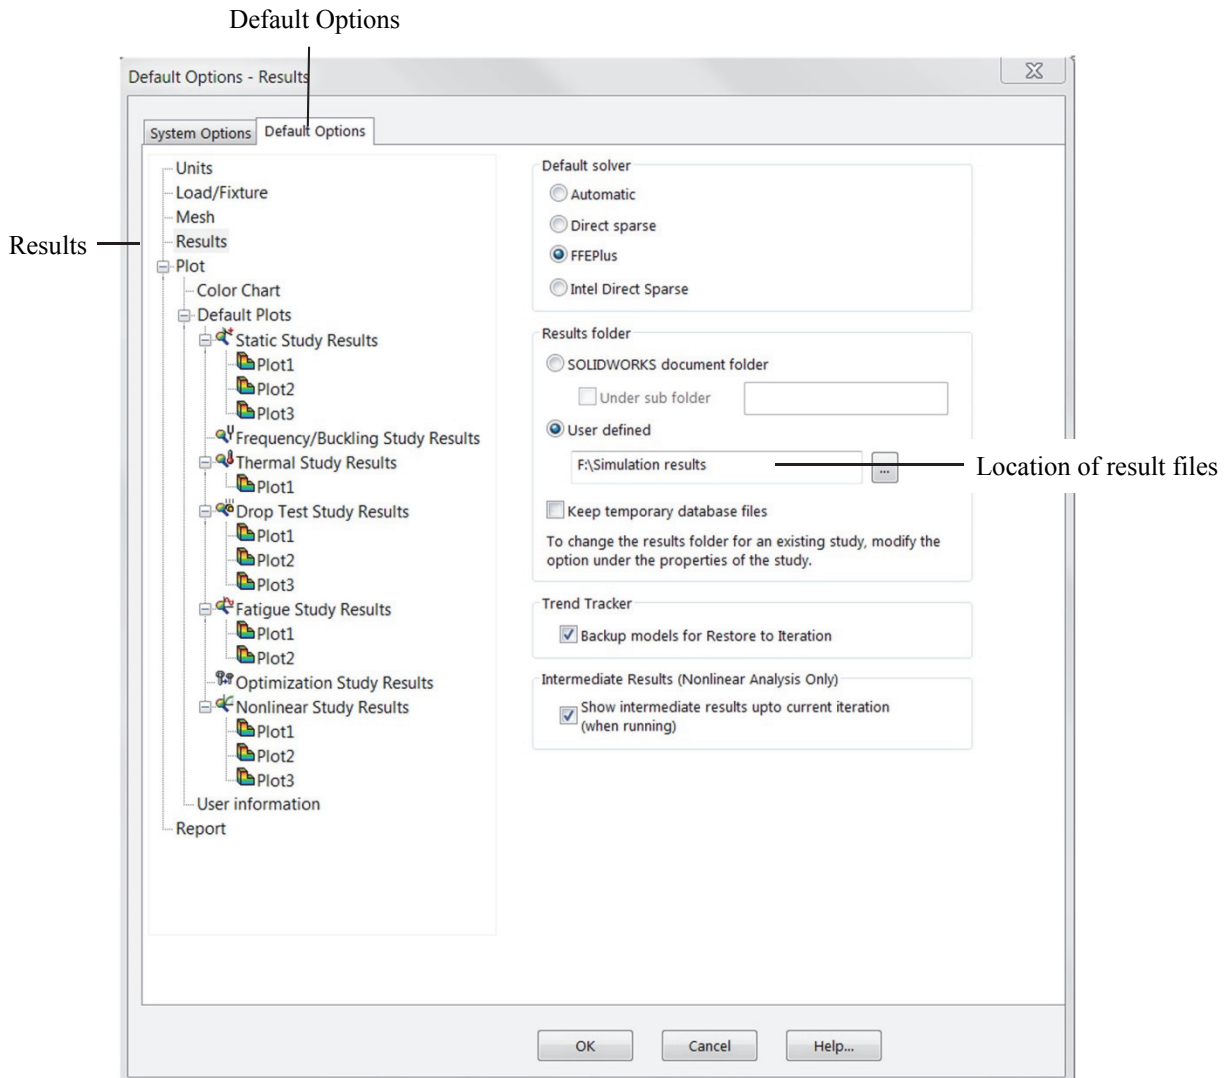 Default Options
Default Options - Results
System Options
Default Options
Results
Units
Load/Fixture
Mesh
Results
Plot
Color Chart
Default Plots
Static Study Results
Plot1
Plot2
Plot3
Frequency/Buckling Study Results
Thermal Study Results
Plot1
Drop Test Study Results
Plot1
Plot2
Plot3
Fatigue Study Results
Plot1
Plot2
Optimization Study Results
Nonlinear Study Results
Plot1
Plot2
Plot3
User information
Report
Default solver
Automatic
Direct sparse
FFEPlus
Intel Direct Sparse
Results folder
SOLIDWORKS document folder
Under sub folder
User defined
F:\Simulation results
...
Location of result files
Keep temporary database files
To change the results folder for an existing study, modify the
option under the properties of the study.
Trend Tracker
Backup models for Restore to Iteration
Intermediate Results (Nonlinear Analysis Only)
Show intermediate results upto current iteration
(when running)
OK
Cancel
Help...